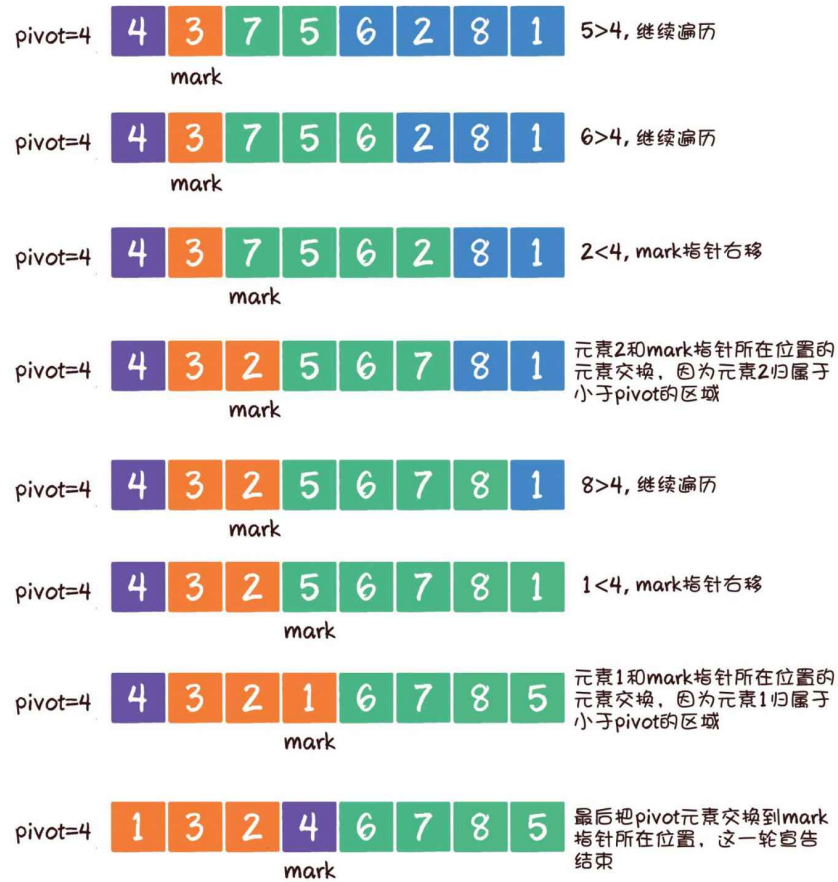 pivot=4 4 3 7 5 6 2 8 1 5>4, 继续遍历
mark
pivot=4 4 3 7 5 6 2 8 1 6>4, 继续遍历
mark
pivot=4 4 3 7 5 6 2 8 1 2<4, mark指针右移
mark
元素2和mark指针所在位置的
pivot=4 4 3 2 5 6 7 8 1 元素交换，因为元素2归属于
小于pivot的区域
mark
pivot=4 4 3 2 5 6 7 8 1 8>4, 继续遍历
mark
pivot=4 4 3 2 5 6 7 8 1 1<4, mark指针右移
mark
元素1和mark指针所在位置的
pivot=4 4 3 2 1 6 7 8 5 元素交换，因为元素1归属于
小于pivot的区域
mark
最后把pivot元素交换到mark
pivot=4 1 3 2 4 6 7 8 5 指针所在位置，这一轮宣告
结束
mark